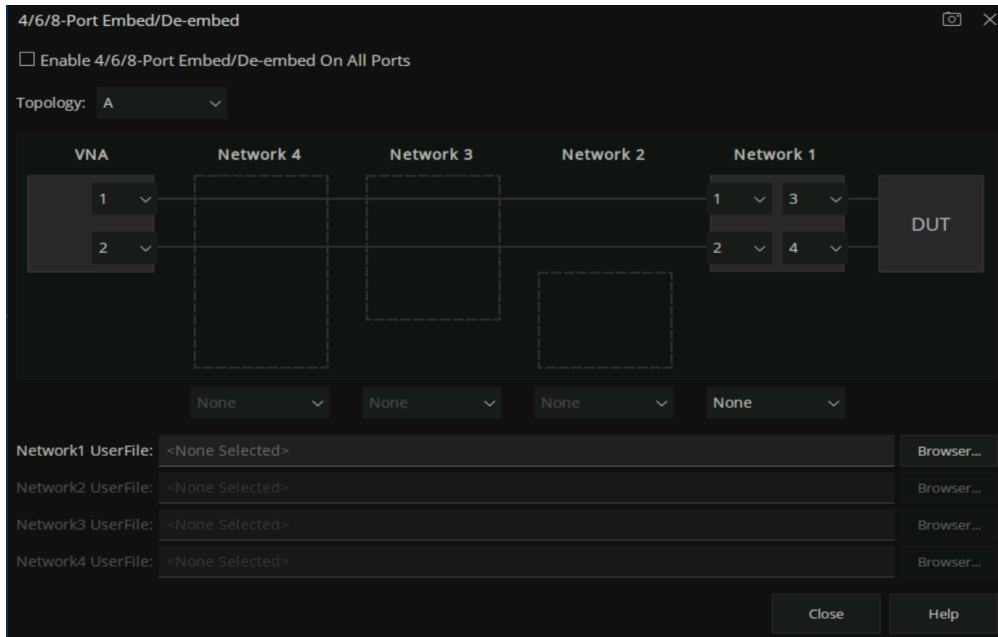 4/6/8-Port Embed/De-embed
Enable 4/6/8-Port Embed/De-embed On All Ports
Topology: A
VNA Network 4 Network 3 Network 2 Network 1
1 1 3
DUT
2 2 4
None None None None
Network1 UserFile: <None Selected> Browser...
Network2 UserFile: <None Selected> Browser...
Network3 UserFile: <None Selected> Browser...
Network4 UserFile: <None Selected> Browser...
Close Help